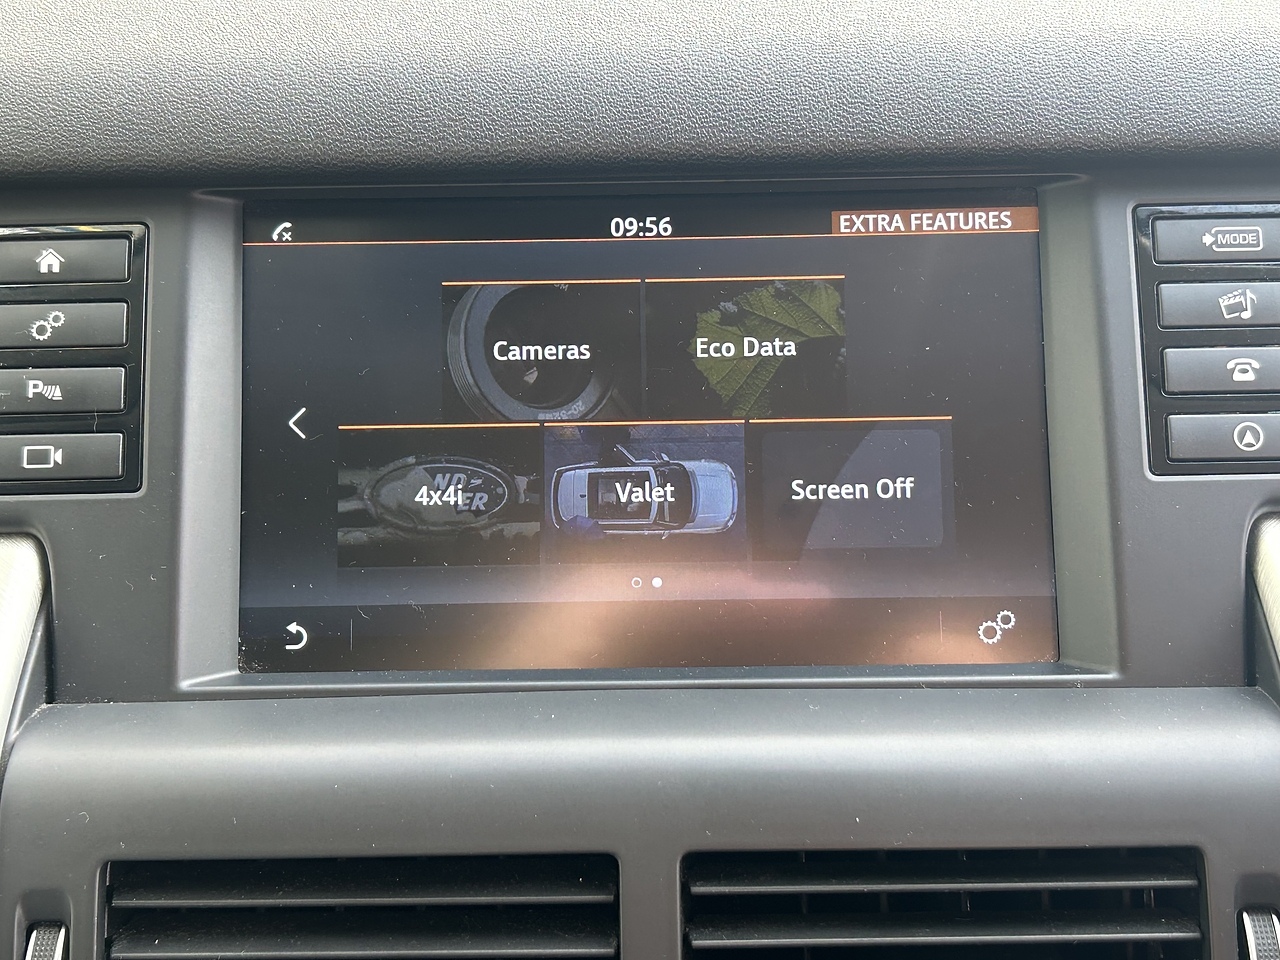 09:56
EXTRA FEATURES
MODE
Cameras
Eco Data
P
4x4i
Valet
Screen Off